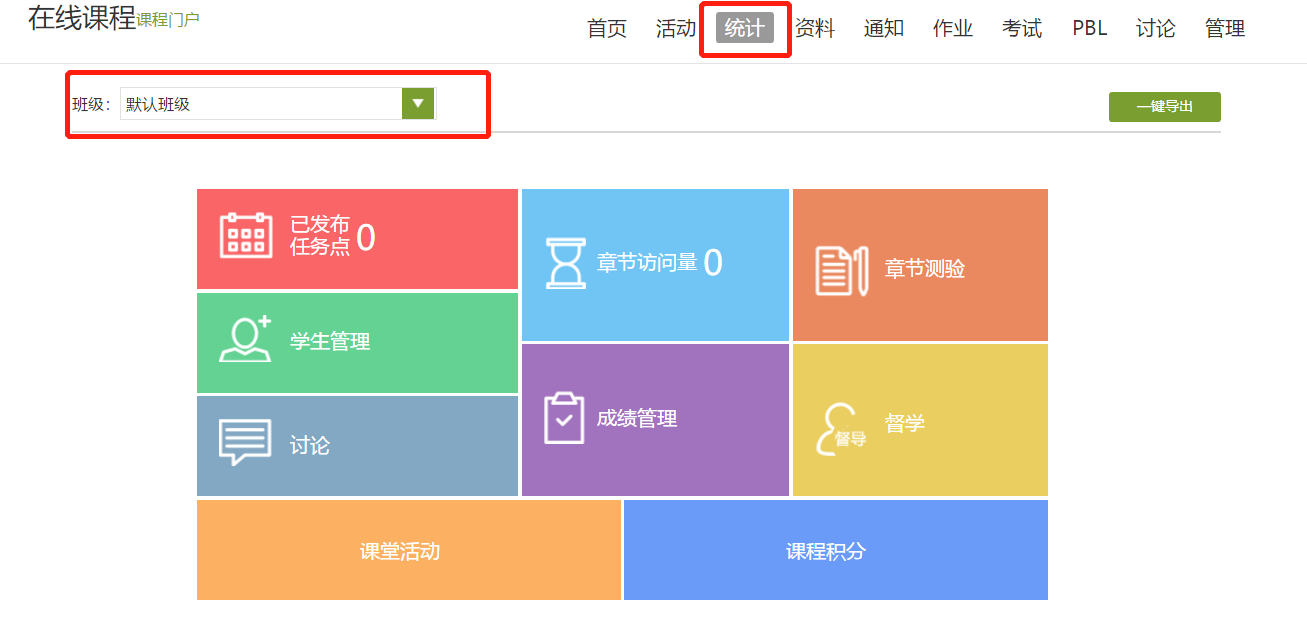 在线课程课程门户
首页 活动 统计 资料 通知 作业 考试 PBL 讨论 管理
班级： 默认班级
一键导出
已发布
任务点 0
章节访问量 0
章节测验
学生管理
成绩管理
督导 督学
讨论
课堂活动
课程积分